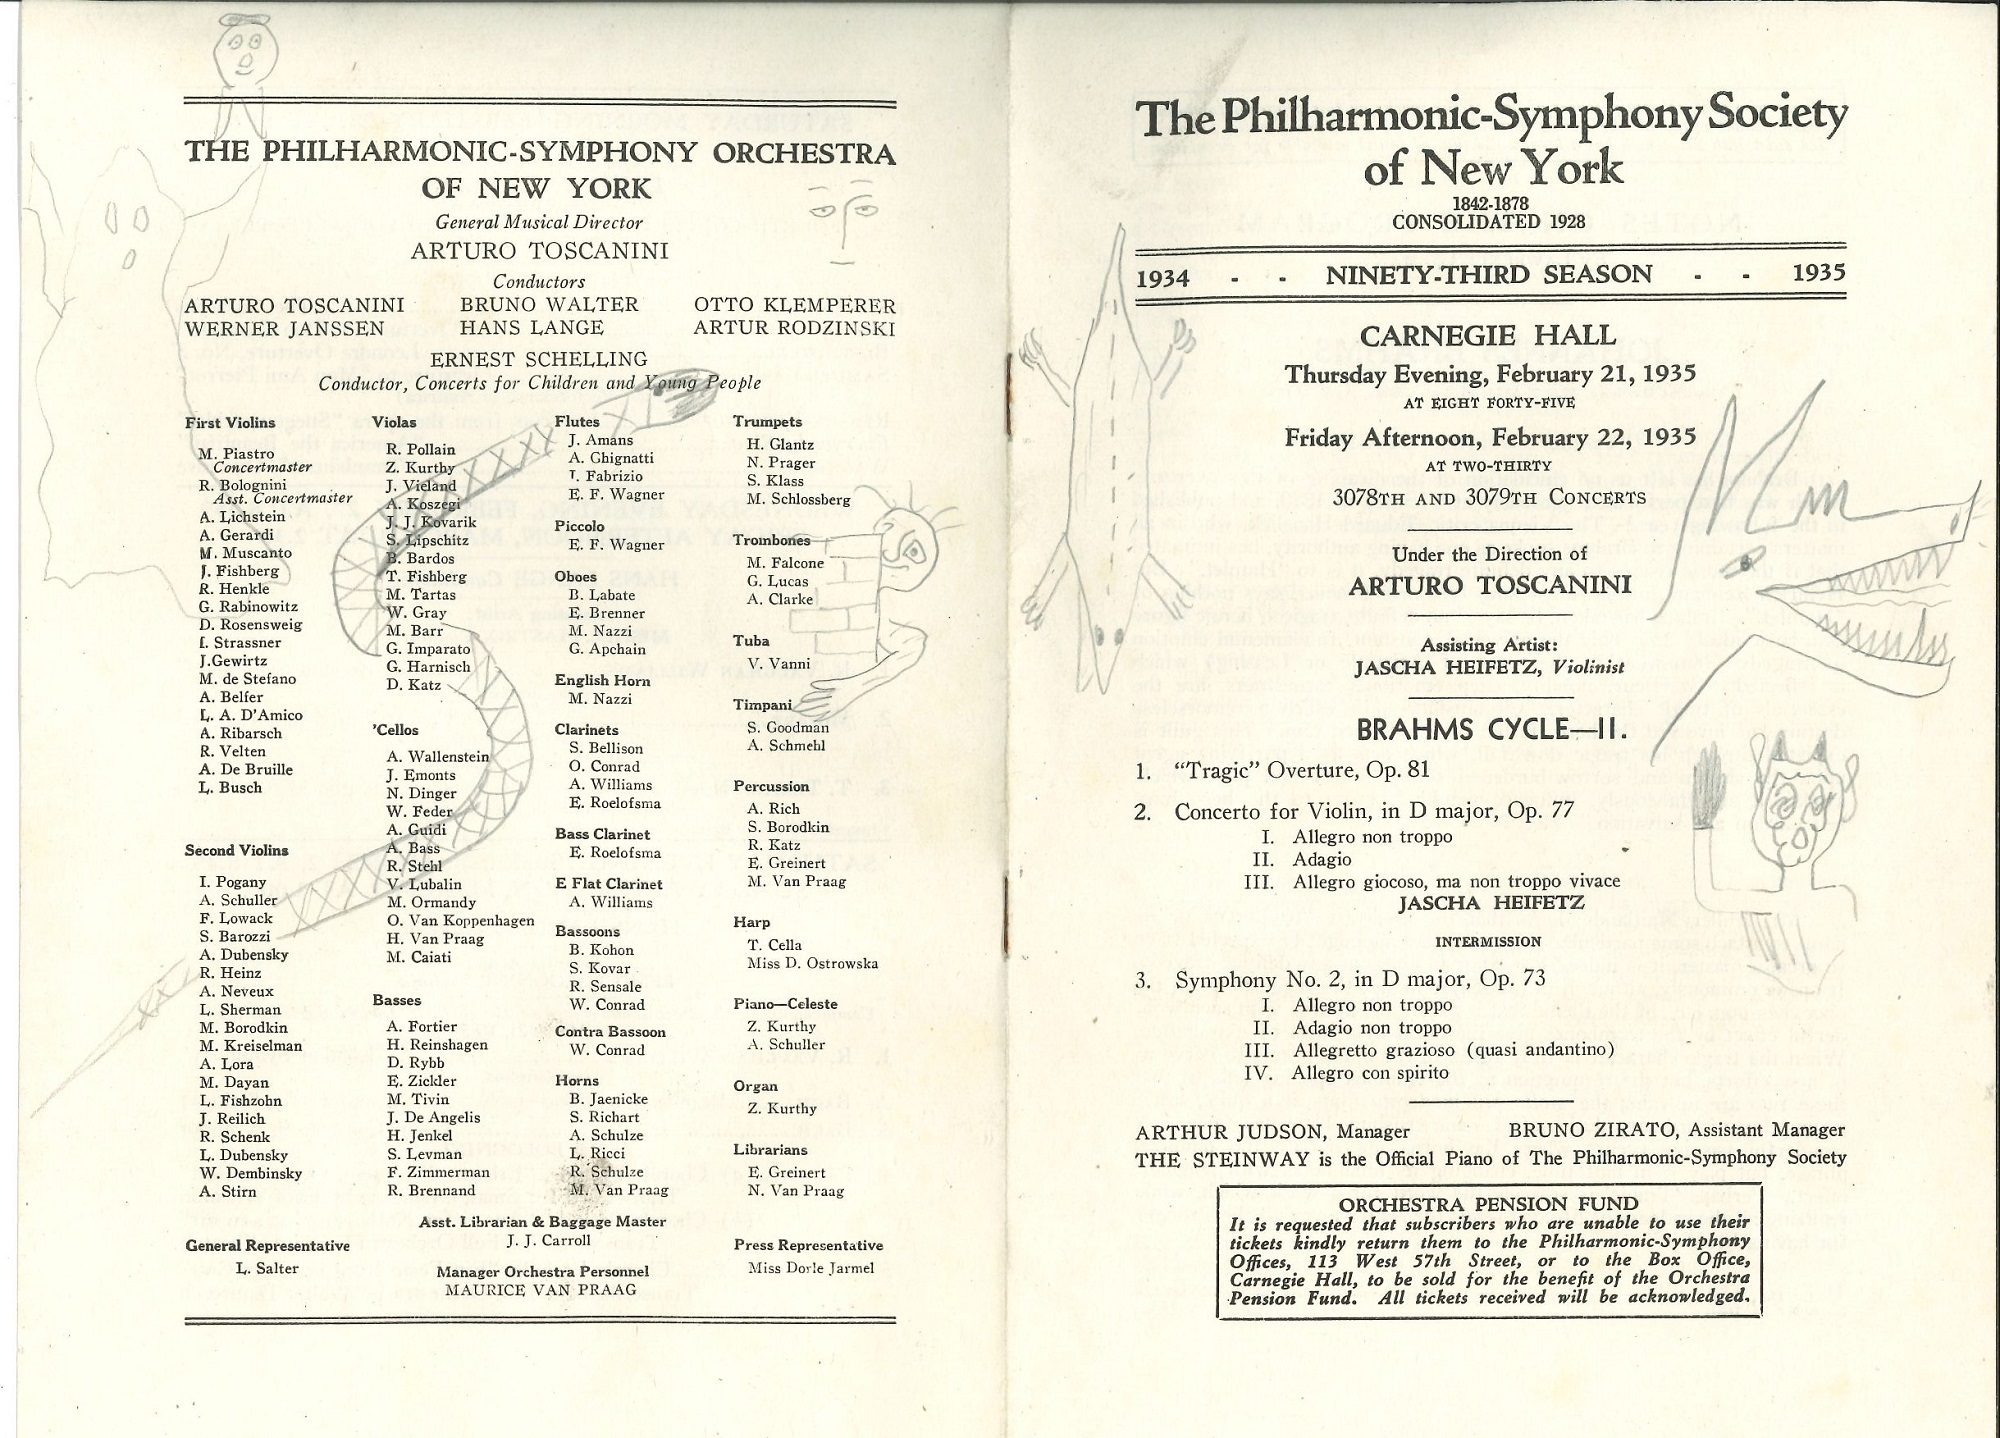 THE PHILHARMONIC-SYMPHONY ORCHESTRA
OF NEW YORK
General Musical Director
ARTURO TOSCANINI
Conductors
ARTURO TOSCANINI BRUNO WALTER OTTO KLEMPERER
WERNER JANSSEN HANS LANGE ARTUR RODZINSKI
ERNEST SCHELLING
Conductor, Concerts for Children and Young People
First Violins
M. Piastro
Concertmaster
R. Bolognini
Asst. Concertmaster
A. Lichstein
A. Gerardi
M. Muscanto
J. Fishberg
R. Henkle
G. Rabinowitz
D. Rosensweig
I. Strassner
J. Gewirtz
M. de Stefano
A. Belfer
L. A. D'Amico
A. Ribarsch
R. Velten
A. De Bruille
L. Busch
Second Violins
I. Pogany
A. Schuller
F. Lowack
S. Barozzi
A. Dubensky
R. Heinz
A. Neveux
L. Sherman
M. Borodkin
M. Kreiselman
A. Lora
M. Dayan
L. Fishzohn
J. Reilich
R. Schenk
L. Dubensky
W. Dembinsky
A. Stirn
Violas
R. Pollain
Z. Kurthy
J. Vieland
A. Koszegi
J. J. Kovarik
S. Lipschitz
B. Bardos
T. Fishberg
M. Tartas
W. Gray
M. Barr
G. Imparato
G. Harnisch
D. Katz
'Cellos
A. Wallenstein
J. Emonts
N. Dinger
W. Feder
A. Guidi
A. Bass
R. Stehl
V. Lubalin
M. Ormandy
O. Van Koppenhagen
H. Van Praag
M. Caiati
Basses
A. Fortier
H. Reinshagen
D. Rybb
E. Zickler
M. Tivin
J. De Angelis
H. Jenkel
S. Levman
F. Zimmerman
R. Brennand
Flutes
J. Amans
A. Ghignatti
I. Fabrizio
E. F. Wagner
Piccolo
E. F. Wagner
Oboes
B. Labate
E. Brenner
M. Nazzi
G. Apchain
English Horn
M. Nazzi
Clarinets
S. Bellison
O. Conrad
A. Williams
E. Roelofsma
Bass Clarinet
E. Roelofsma
E Flat Clarinet
A. Williams
Bassoons
B. Kohon
S. Kovar
R. Sensale
W. Conrad
Contra Bassoon
W. Conrad
Horns
B. Jaenicke
S. Richart
A. Schulze
L. Ricci
R. Schulze
M. Van Praag
Trumpets
H. Glantz
N. Prager
S. Klass
M. Schlossberg
Trombones
M. Falcone
G. Lucas
A. Clarke
Tuba
V. Vanni
Timpani
S. Goodman
A. Schmehl
Percussion
A. Rich
S. Borodkin
R. Katz
E. Greinert
M. Van Praag
Harp
T. Cella
Miss D. Ostrowska
Piano—Celeste
Z. Kurthy
A. Schuller
Organ
Z. Kurthy
Librarians
E. Greinert
N. Van Praag
Asst. Librarian & Baggage Master
J. J. Carroll
General Representative
L. Salter
Manager Orchestra Personnel
MAURICE VAN PRAAG
Press Representative
Miss Dorle Jarmel
The Philharmonic-Symphony Society
of New York
1842-1878
CONSOLIDATED 1928
1934 - - NINETY-THIRD SEASON - - 1935
CARNEGIE HALL
Thursday Evening, February 21, 1935
AT EIGHT FORTY-FIVE
Friday Afternoon, February 22, 1935
AT TWO-THIRTY
3078TH AND 3079TH CONCERTS
Under the Direction of
ARTURO TOSCANINI
Assisting Artist:
JASCHA HEIFETZ, Violinist
BRAHMS CYCLE—II.
1. "Tragic" Overture, Op. 81
2. Concerto for Violin, in D major, Op. 77
I. Allegro non troppo
II. Adagio
III. Allegro giocoso, ma non troppo vivace
JASCHA HEIFETZ
INTERMISSION
3. Symphony No. 2, in D major, Op. 73
I. Allegro non troppo
II. Adagio non troppo
III. Allegretto grazioso (quasi andantino)
IV. Allegro con spirito
ARTHUR JUDSON, Manager BRUNO ZIRATO, Assistant Manager
THE STEINWAY is the Official Piano of The Philharmonic-Symphony Society
ORCHESTRA PENSION FUND
It is requested that subscribers who are unable to use their
tickets kindly return them to the Philharmonic-Symphony
Offices, 113 West 57th Street, or to the Box Office,
Carnegie Hall, to be sold for the benefit of the Orchestra
Pension Fund. All tickets received will be acknowledged.